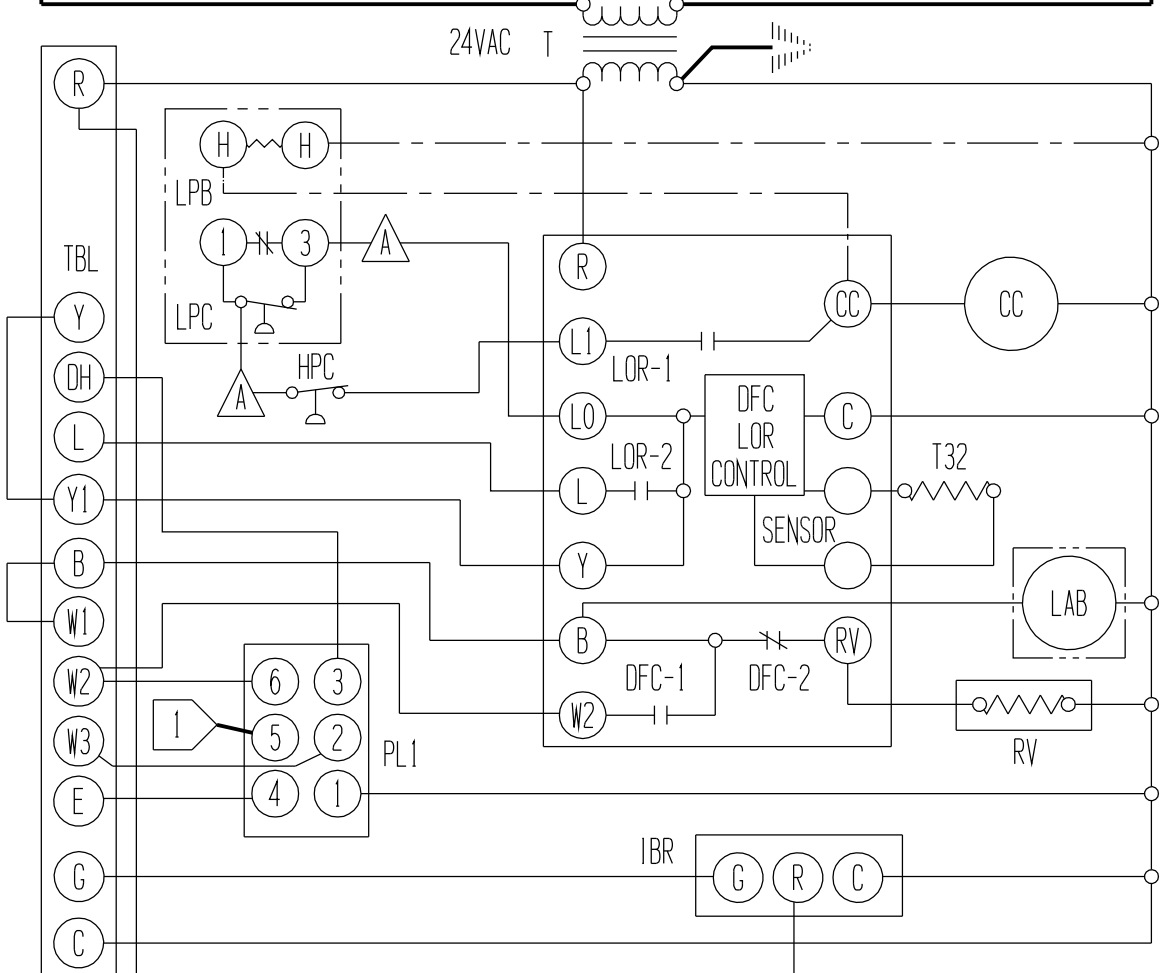 24VAC T
R
H H
LPB
1 3 A
TBL
R
Y
LPC
CC CC
L1
HPC
LOR-1
DH
A
DFC
LOR
CONTROL
LO
C
L
LOR-2
T32
Y1
L
SENSOR
B
Y
LAB
W1
B
RV
W2
6 3
DFC-1
DFC-2
1
W2
W3
5 2
PL1
RV
E
4 1
IBR
G
G R C
C